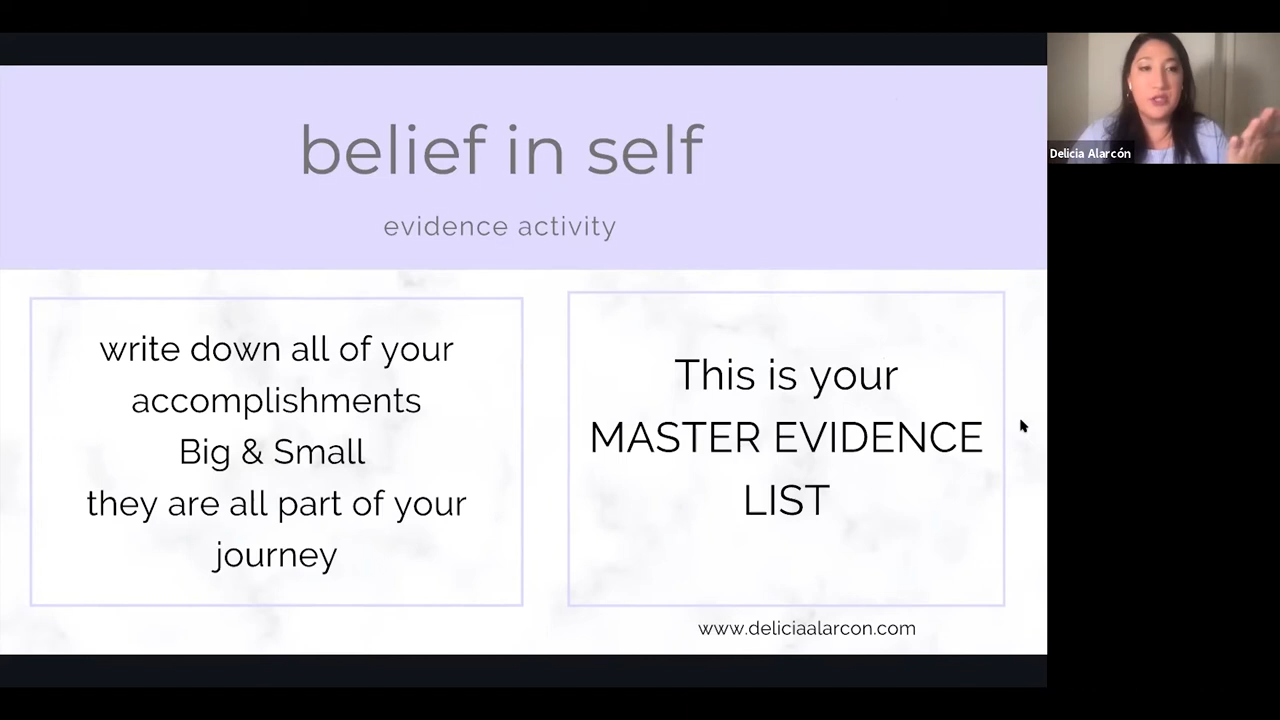 belief in self
evidence activity
write down all of your
accomplishments
Big & Small
they are all part of your
journey
This is your
MASTER EVIDENCE
LIST
www.deliciaalarcon.com
Delicia Alarcón